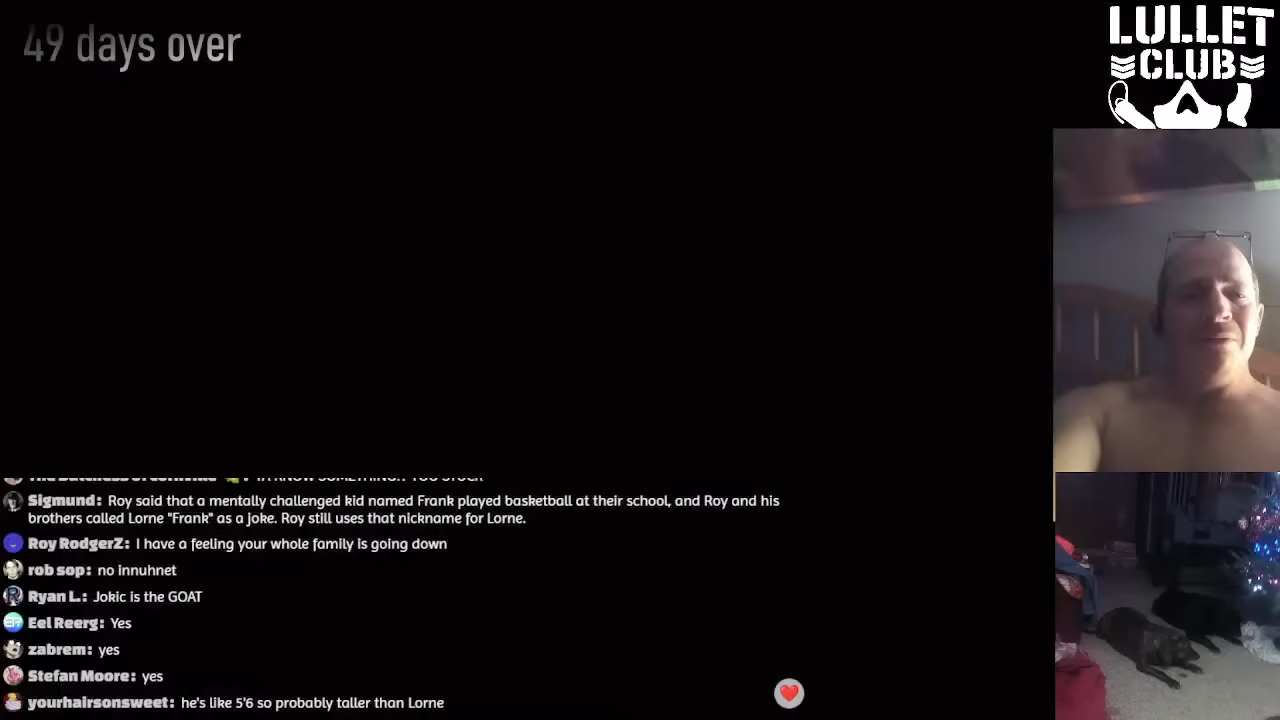 49 days over
LULLET
CLUB
Sigmund: Roy said that a mentally challenged kid named Frank played basketball at their school, and Roy and his
brothers called Lorne "Frank" as a joke. Roy still uses that nickname for Lorne.
Roy RodgerZ: I have a feeling your whole family is going down
rob sop: no innuhnet
Ryan L.: Jokic is the GOAT
Eel Reerg: Yes
zabrem: yes
Stefan Moore: yes
yourhairsonsweet: he's like 5'6 so probably taller than Lorne